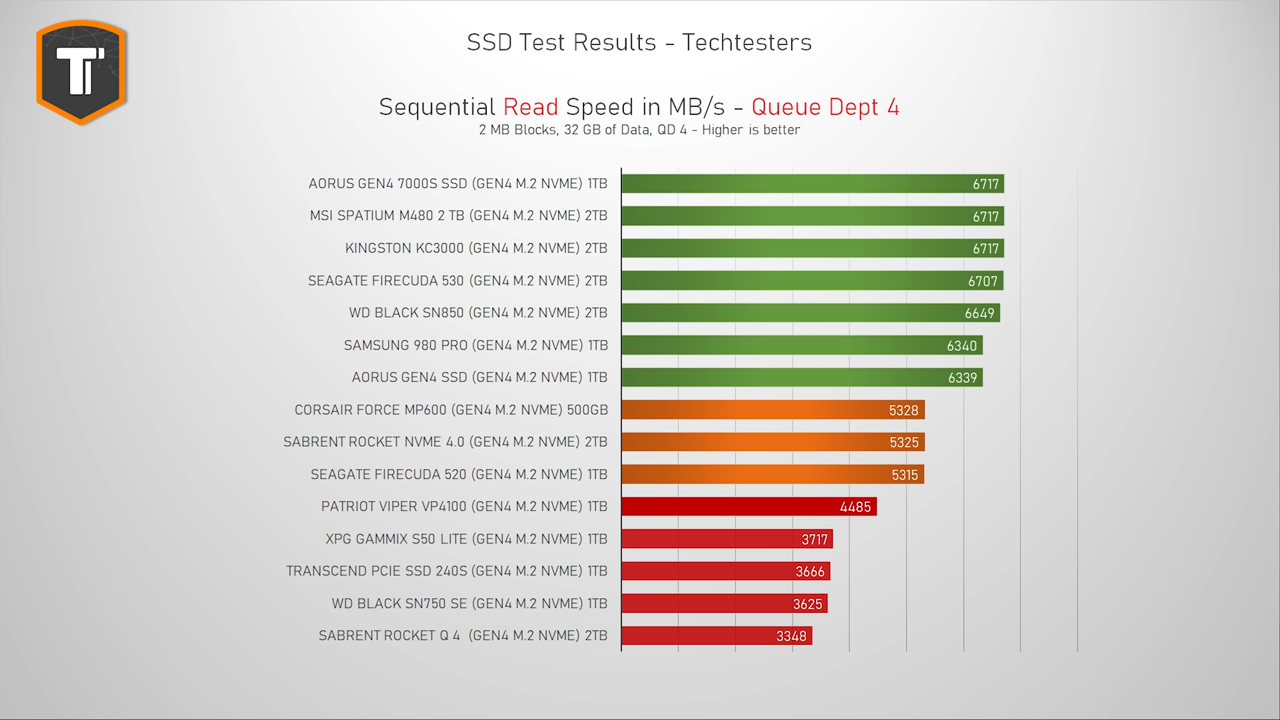 T
SSD Test Results - Techtesters
Sequential Read Speed in MB/s - Queue Dept 4
2 MB Blocks, 32 GB of Data, QD 4 - Higher is better
AORUS GEN4 7000S SSD (GEN4 M.2 NVME) 1TB 6717
MSI SPATIUM M480 2 TB (GEN4 M.2 NVME) 2TB 6717
KINGSTON KC3000 (GEN4 M.2 NVME) 2TB 6717
SEAGATE FIRECUDA 530 (GEN4 M.2 NVME) 2TB 6707
WD BLACK SN850 (GEN4 M.2 NVME) 2TB 6649
SAMSUNG 980 PRO (GEN4 M.2 NVME) 1TB 6340
AORUS GEN4 SSD (GEN4 M.2 NVME) 1TB 6339
CORSAIR FORCE MP600 (GEN4 M.2 NVME) 500GB 5328
SABRENT ROCKET NVME 4.0 (GEN4 M.2 NVME) 2TB 5325
SEAGATE FIRECUDA 520 (GEN4 M.2 NVME) 1TB 5315
PATRIOT VIPER VP4100 (GEN4 M.2 NVME) 1TB 4485
XPG GAMMIX S50 LITE (GEN4 M.2 NVME) 1TB 3717
TRANSCEND PCIE SSD 240S (GEN4 M.2 NVME) 1TB 3666
WD BLACK SN750 SE (GEN4 M.2 NVME) 1TB 3625
SABRENT ROCKET Q 4 (GEN4 M.2 NVME) 2TB 3348